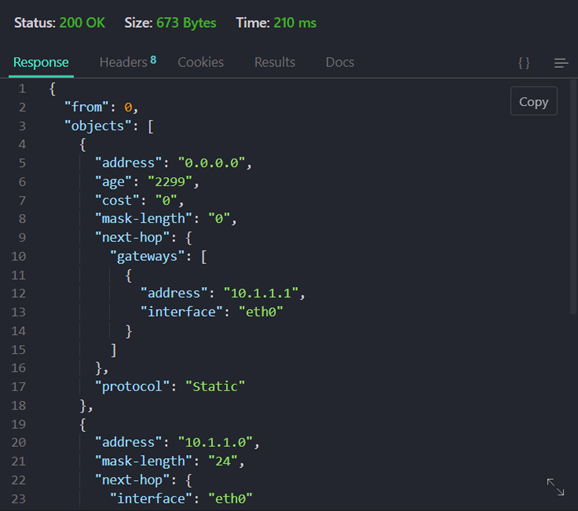 Status: 200 OK Size: 673 Bytes Time: 210 ms
Response Headers 8 Cookies Results Docs { }
Copy
1 {
2 "from": 0,
3 "objects": [
4 {
5 "address": "0.0.0.0",
6 "age": "2299",
7 "cost": "0",
8 "mask-length": "0",
9 "next-hop": {
10 "gateways": [
11 {
12 "address": "10.1.1.1",
13 "interface": "eth0"
14 }
15 ]
16 },
17 "protocol": "Static"
18 },
19 {
20 "address": "10.1.1.0",
21 "mask-length": "24",
22 "next-hop": {
23 "interface": "eth0"